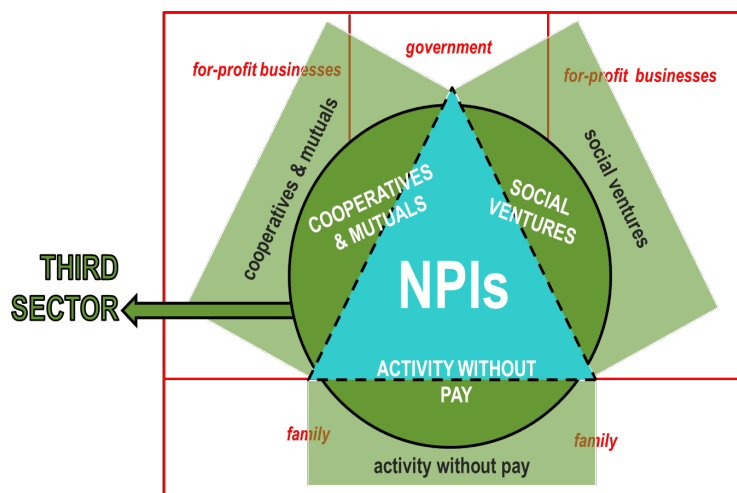 government
for-profit businesses
for-profit businesses
cooperatives & mutuals
social ventures
COOPERATIVES
& MUTUALS
SOCIAL
VENTURES
THIRD
SECTOR
NPIs
ACTIVITY WITHOUT
PAY
family
family
activity without pay